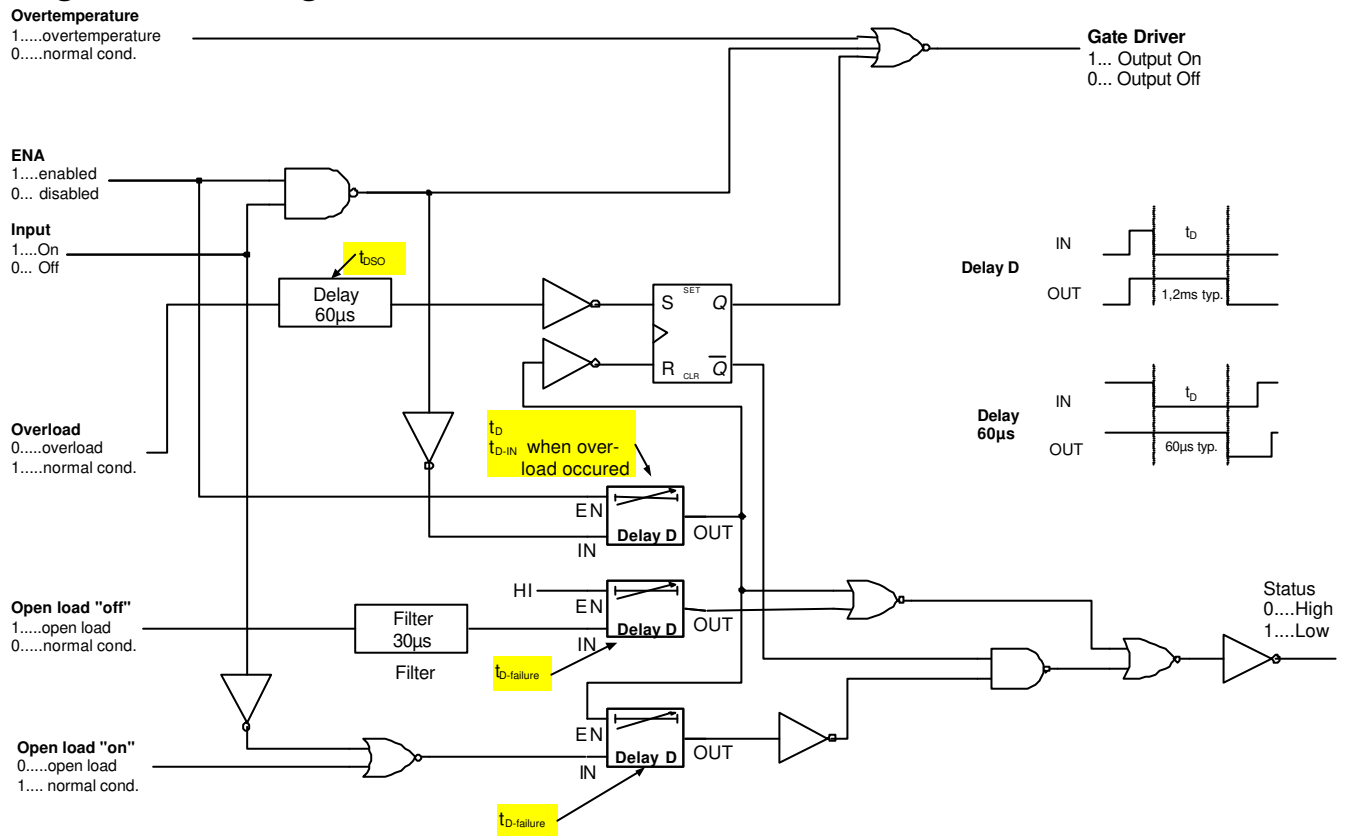 Overtemperature
1.....overtemperature
0.....normal cond.
Gate Driver
1... Output On
0... Output Off
ENA
1....enabled
0... disabled
Input
1....On
0... Off
tDSO
Delay
60µs
S
SET
Q
R
CLR
Q
Delay D
IN
tD
OUT
1,2ms typ.
Delay
60µs
IN
tD
OUT
60µs typ.
Overload
0.....overload
1.....normal cond.
tD
tD-IN when over-
load occured
EN
IN
Delay D
OUT
HI
EN
IN
Delay D
OUT
Open load "off"
1.....open load
0.....normal cond.
Filter
30µs
Filter
tD-failure
Status
0....High
1....Low
Open load "on"
0.....open load
1.... normal cond.
EN
IN
Delay D
OUT
tD-failure